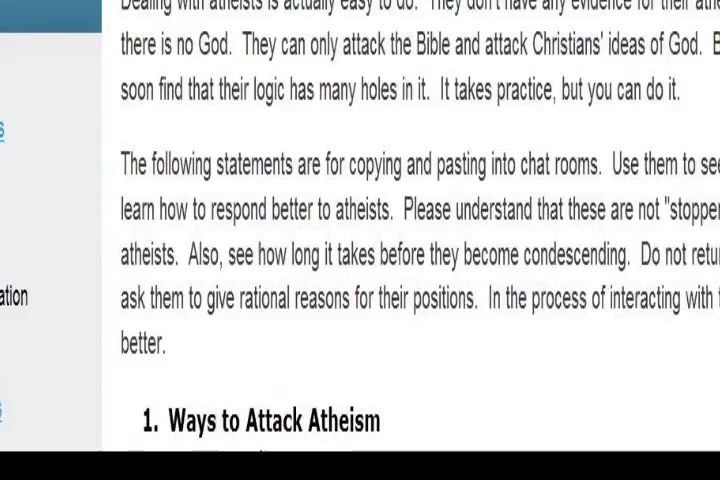 Dealing with atheists is actually easy to do. They don't have any evidence for their
there is no God. They can only attack the Bible and attack Christians' ideas of God.
soon find that their logic has many holes in it. It takes practice, but you can do it.
The following statements are for copying and pasting into chat rooms. Use them to
learn how to respond better to atheists. Please understand that these are not "stopper
atheists. Also, see how long it takes before they become condescending. Do not
ask them to give rational reasons for their positions. In the process of interacting with
ation
better.
1. Ways to Attack Atheism